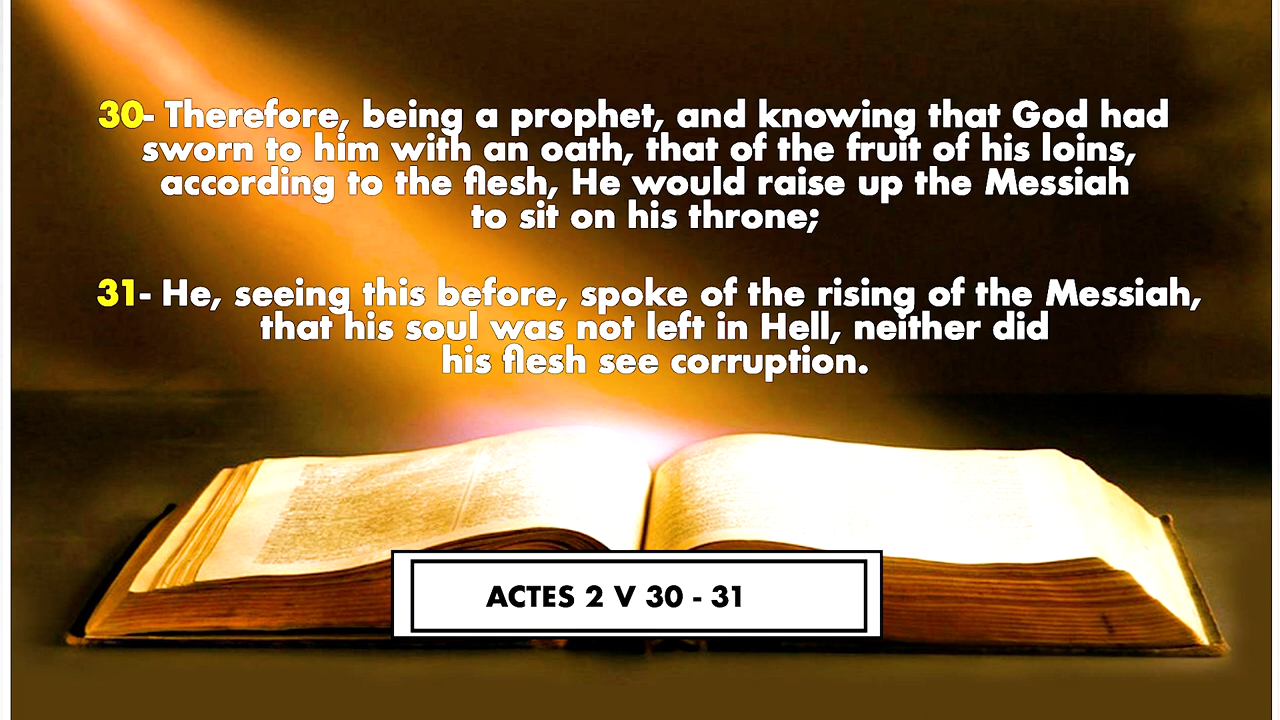 30- Therefore, being a prophet, and knowing that God had
sworn to him with an oath, that of the fruit of his loins,
according to the flesh, He would raise up the Messiah
to sit on his throne;
31- He, seeing this before, spoke of the rising of the Messiah,
that his soul was not left in Hell, neither did
his flesh see corruption.
ACTES 2 V 30 - 31